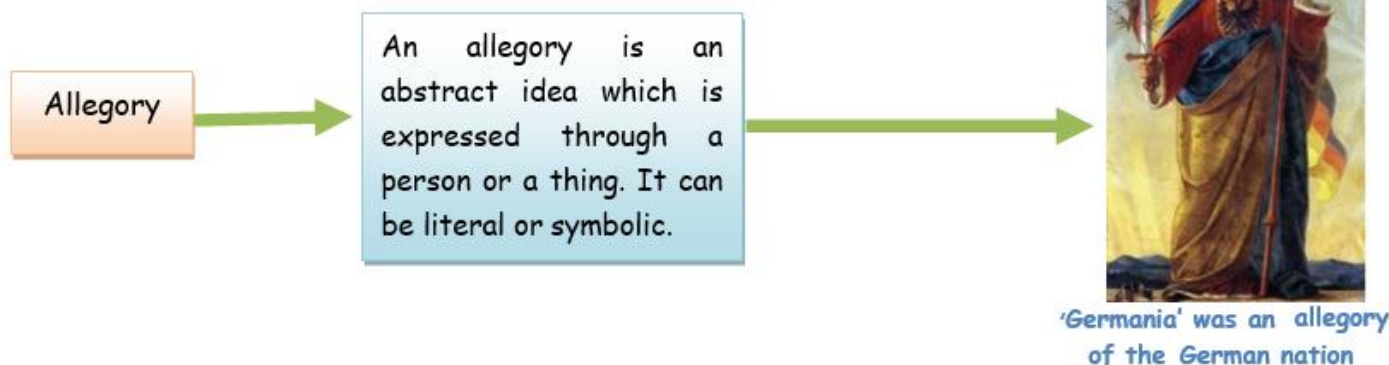 Allegory
An allegory is an
abstract idea which is
expressed through a
person or a thing. It can
be literal or symbolic.
'Germania' was an allegory
of the German nation